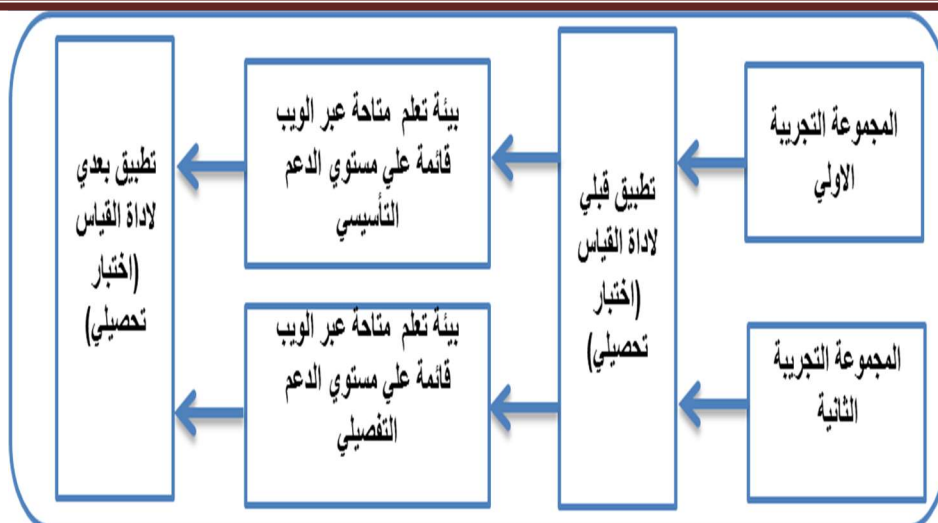 المجموعة التجريبية
الاولي
المجموعة التجريبية
الثانية
تطبيق قبلي
لاداة القياس
(اختبار
تحصيلي)
بيئة تعلم متاحة عبر الويب
قائمة علي مستوي الدعم
التأسيسي
بيئة تعلم متاحة عبر الويب
قائمة علي مستوي الدعم
التفصيلي
تطبيق بعدي
لاداة القياس
(اختبار
تحصيلي)